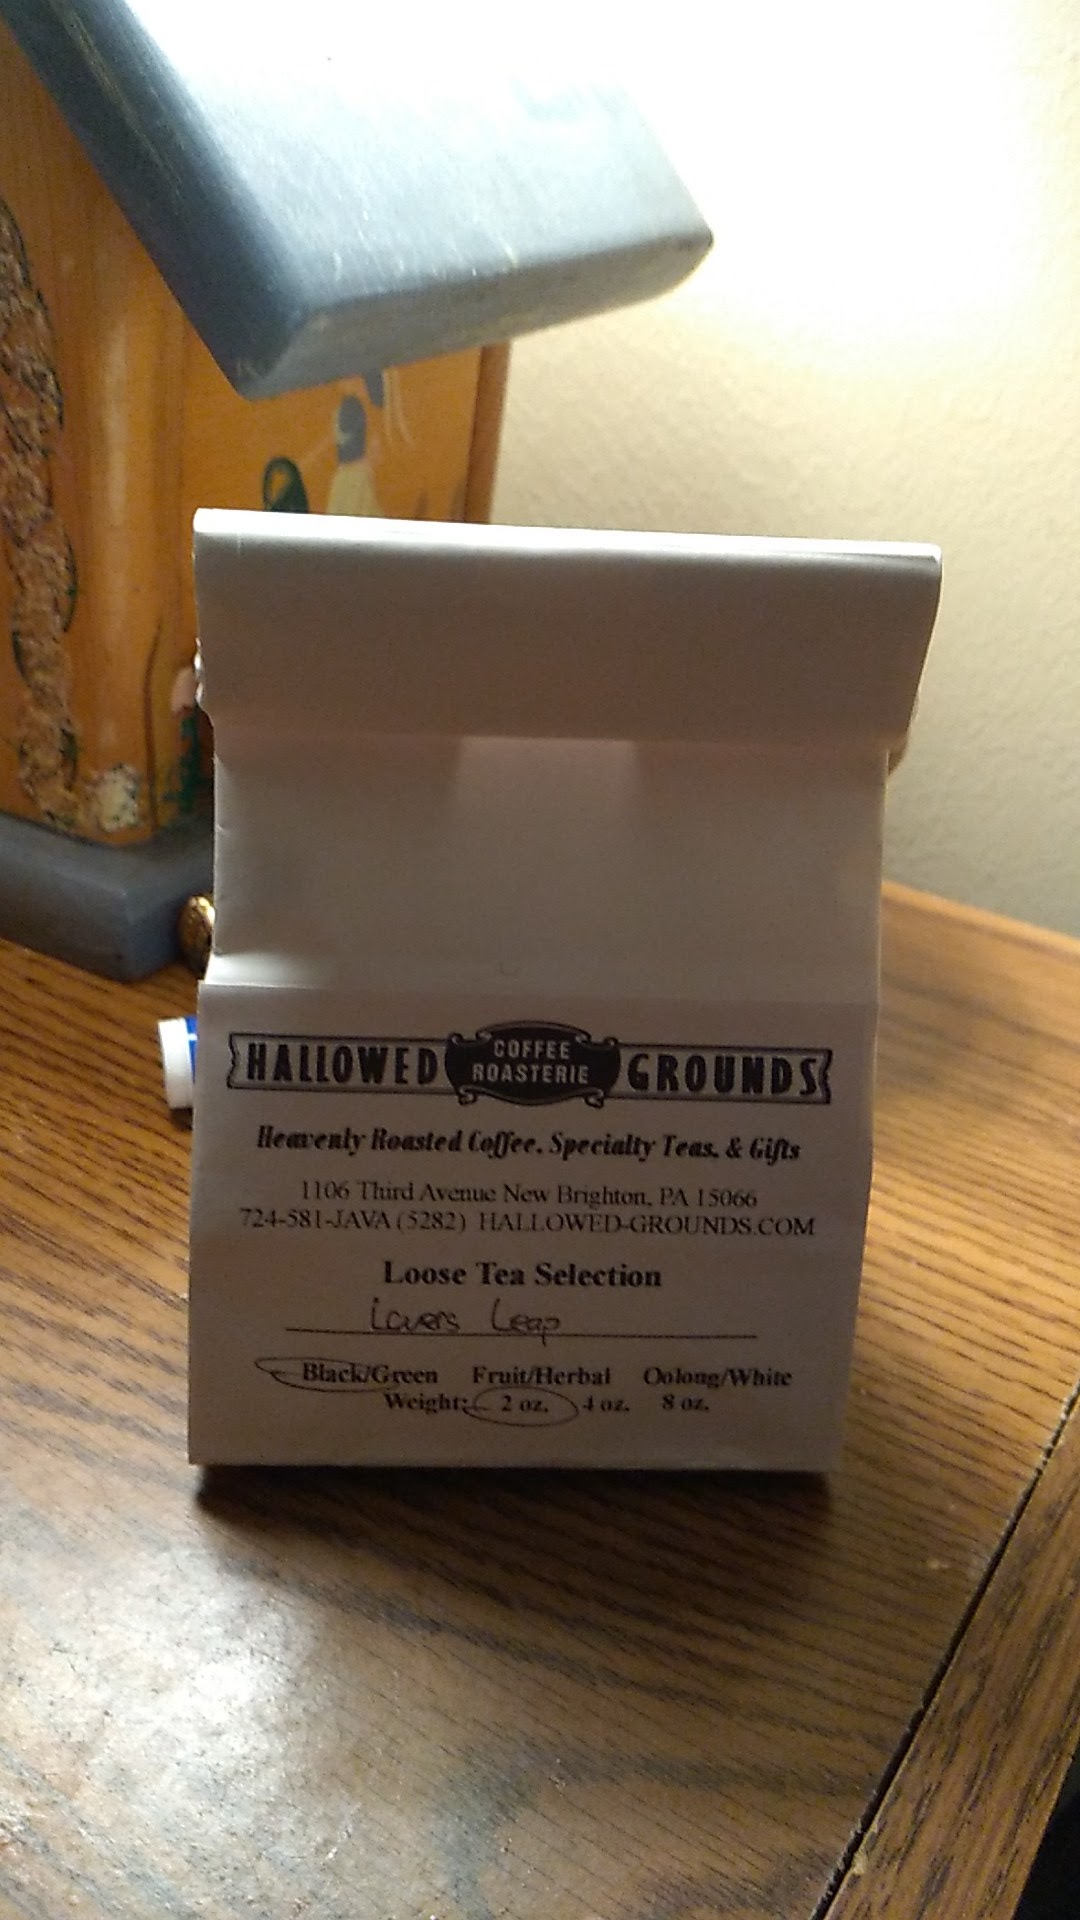 HALLOWED COFFEE ROASTERIE GROUNDS
Heavenly Roasted Coffee, Specialty Teas, & Gifts
1106 Third Avenue New Brighton, PA 15066
724-581-JAVA (5282) HALLOWED-GROUNDS.COM
Loose Tea Selection
Lovers Leap
Black/Green Fruit/Herbal Oolong/White
Weight: 2 oz. 4 oz. 8 oz.